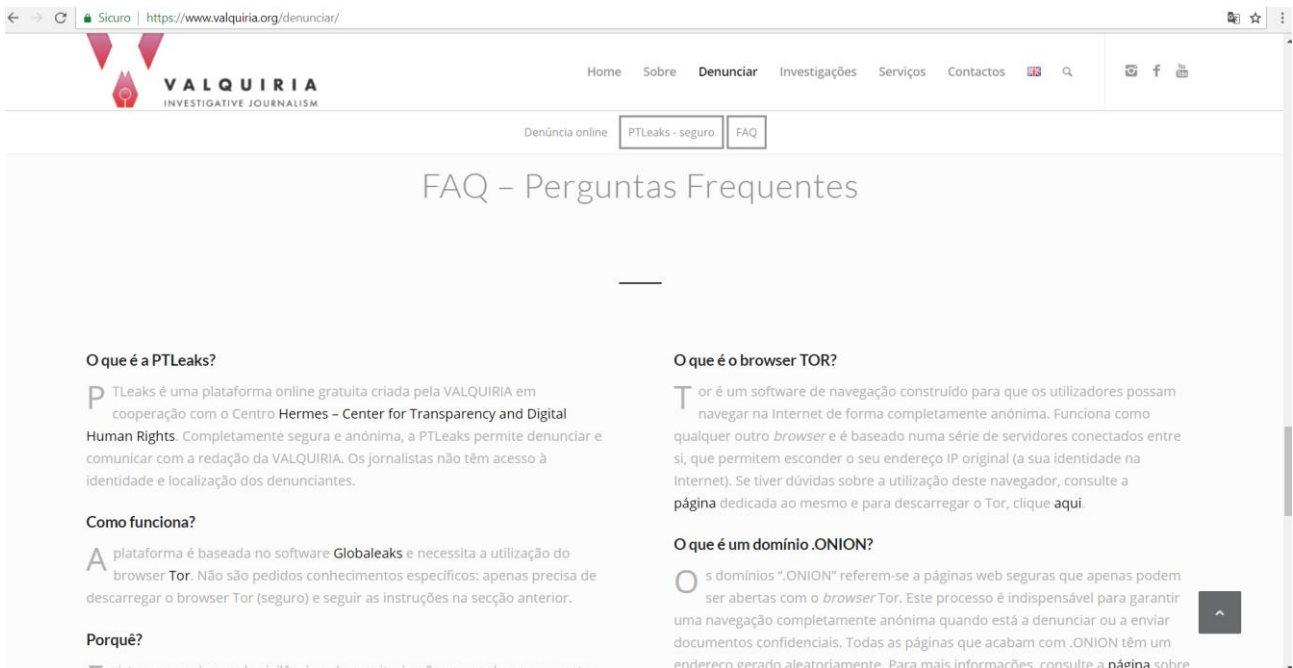 Sicuro | https://www.valquiria.org/denunciar/
VALQUIRIA
INVESTIGATIVE JOURNALISM
Home Sobre Denunciar Investigações Serviços Contactos
Denúncia online PTLeaks - seguro FAQ
FAQ – Perguntas Frequentes
O que é a PTLeaks?
PTLeaks é uma plataforma online gratuita criada pela VALQUIRIA em
cooperação com o Centro Hermes – Center for Transparency and Digital
Human Rights. Completamente segura e anónima, a PTLeaks permite denunciar e
comunicar com a redação da VALQUIRIA. Os jornalistas não têm acesso à
identidade e localização dos denunciantes.
Como funciona?
A plataforma é baseada no software Globaleaks e necessita a utilização do
browser Tor. Não são pedidos conhecimentos específicos: apenas precisa de
descarregar o browser Tor (seguro) e seguir as instruções na secção anterior.
Porquê?
O que é o browser TOR?
Tor é um software de navegação construído para que os utilizadores possam
navegar na Internet de forma completamente anónima. Funciona como
qualquer outro browser e é baseado numa série de servidores conectados entre
si, que permitem esconder o seu endereço IP original (a sua identidade na
Internet). Se tiver dúvidas sobre a utilização deste navegador, consulte a
página dedicada ao mesmo e para descarregar o Tor, clique aqui.
O que é um domínio .ONION?
Os domínios ".ONION" referem-se a páginas web seguras que apenas podem
ser abertas com o browser Tor. Este processo é indispensável para garantir
uma navegação completamente anónima quando está a denunciar ou a enviar
documentos confidenciais. Todas as páginas que acabam com .ONION têm um
endereço gerado aleatoriamente. Para mais informações, consulte a página sobre